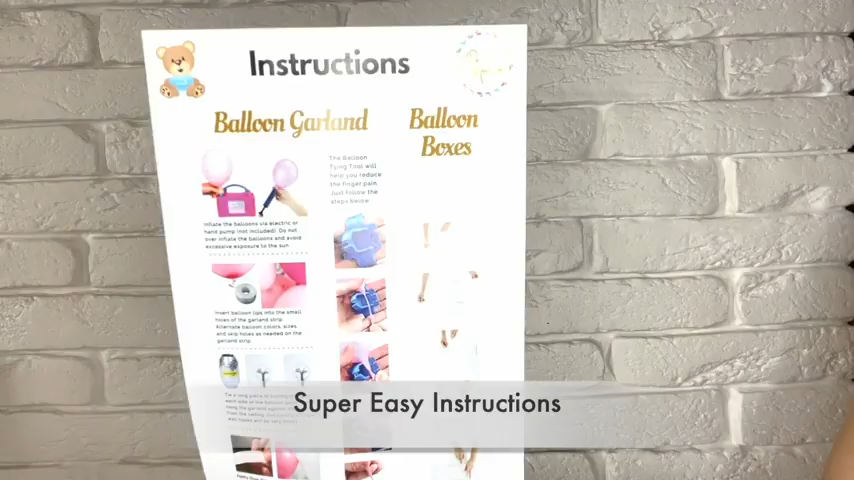 Instructions
Balloon Garland
Balloon
Boxes
The Balloon
Tying Tool will
help you reduce
the finger pain.
Just follow the
steps below
Inflate the balloons via electric or
hand pump (not included). Do not
over inflate the balloons and avoid
excessive exposure to the sun.
Insert balloon lips into the small
holes of the garland strip.
Alternate balloon colors, sizes,
and skip holes as needed on the
garland strip.
Super Easy Instructions